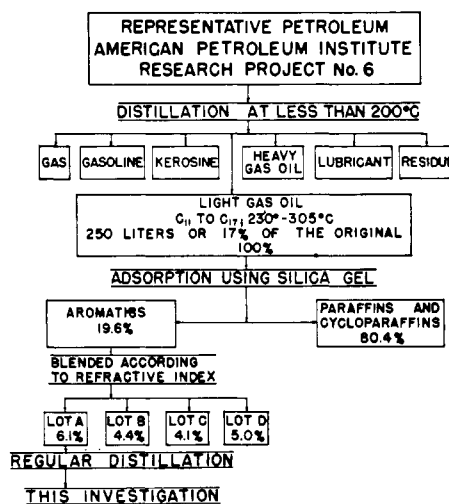 REPRESENTATIVE PETROLEUM
AMERICAN PETROLEUM INSTITUTE
RESEARCH PROJECT No. 6
DISTILLATION AT LESS THAN 200°C
GAS
GASOLINE
KEROSINE
HEAVY
GAS OIL
LUBRICANT
RESIDUE
LIGHT GAS OIL
C11 TO C17; 230°-305°C
250 LITERS OR 17% OF THE ORIGINAL
100%
ADSORPTION USING SILICA GEL
AROMATICS
19.6%
PARAFFINS AND
CYCLOPARAFFINS
80.4%
BLENDED ACCORDING
TO REFRACTIVE INDEX
LOT A
6.1%
LOT B
4.4%
LOT C
4.1%
LOT D
5.0%
REGULAR DISTILLATION
THIS INVESTIGATION